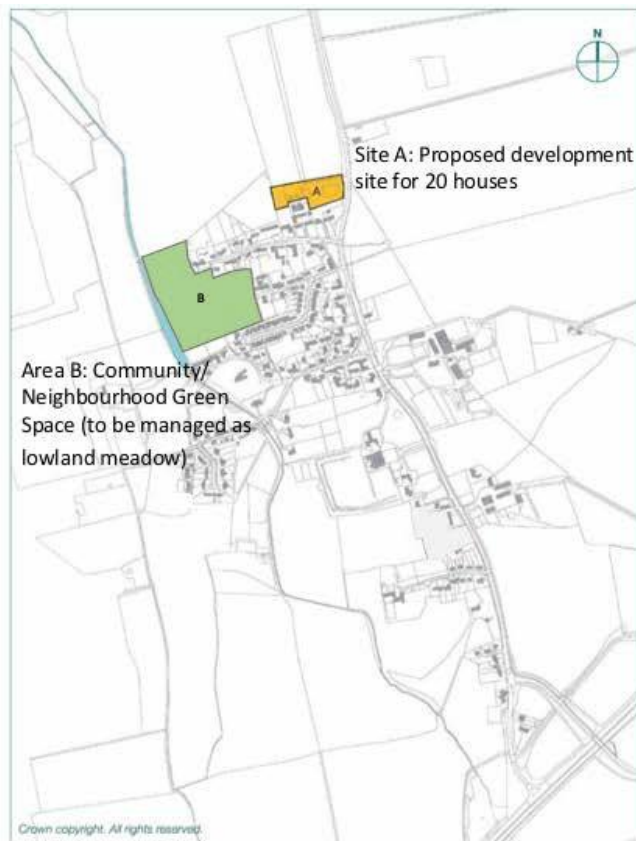 N
Site A: Proposed development
site for 20 houses
A
B
Area B: Community/
Neighbourhood Green
Space (to be managed as
lowland meadow)
Crown copyright. All rights reserved.